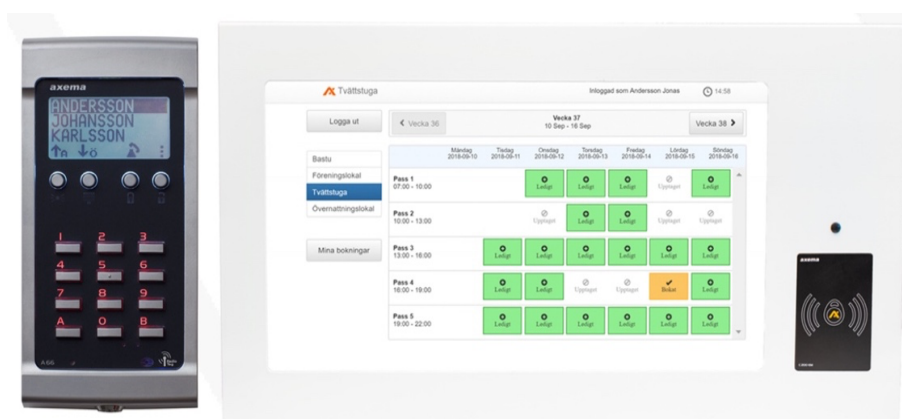 axema
ANDERSSON
JOHANSSON
KARLSSON
1 2 3
4 5 6
7 8 9
A 0 B
A66
Tvättstuga
Inloggad som Andersson Jonas
14:58
Logga ut
Vecka 36
Vecka 37
10 Sep - 16 Sep
Vecka 38
Bastu
Föreningslokal
Tvättstuga
Övernattningslokal
Mina bokningar
Måndag Tisdag Onsdag Torsdag Fredag Lördag Söndag
2018-09-10 2018-09-11 2018-09-12 2018-09-13 2018-09-14 2018-09-15 2018-09-16
Pass 1
07:00 - 10:00
Ledigt Ledigt Ledigt Upptaget Ledigt
Pass 2
10:00 - 13:00
Upptaget Ledigt Ledigt Upptaget Upptaget
Pass 3
13:00 - 16:00
Ledigt Ledigt Ledigt Ledigt Ledigt Ledigt
Pass 4
16:00 - 19:00
Ledigt Ledigt Upptaget Upptaget Bokat Ledigt
Pass 5
19:00 - 22:00
Ledigt Ledigt Ledigt Ledigt Ledigt Ledigt
axema